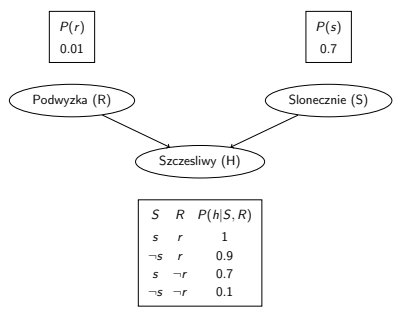 P(r)
0.01
P(s)
0.7
Podwyzka (R)
Slonecznie (S)
Szczesliwy (H)
S R P(h|S, R)
s r 1
¬s r 0.9
s ¬r 0.7
¬s ¬r 0.1